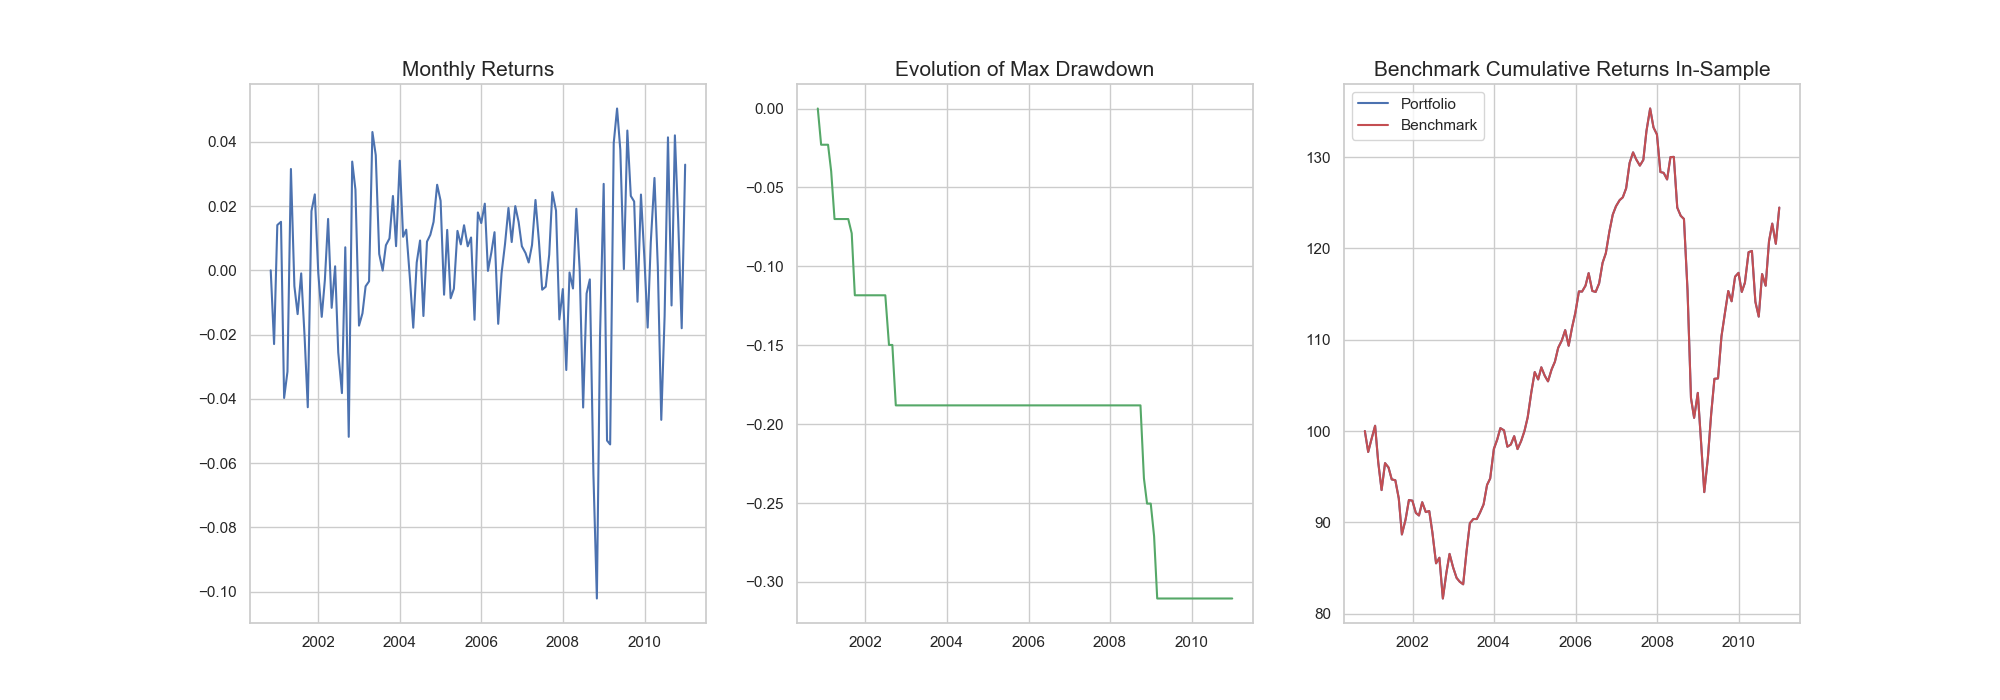 Monthly Returns
0.04
0.02
0.00
−0.02
−0.04
−0.06
−0.08
−0.10
2002 2004 2006 2008 2010
Evolution of Max Drawdown
0.00
−0.05
−0.10
−0.15
−0.20
−0.25
−0.30
2002 2004 2006 2008 2010
Benchmark Cumulative Returns In-Sample
Portfolio
Benchmark
130
120
110
100
90
80
2002 2004 2006 2008 2010